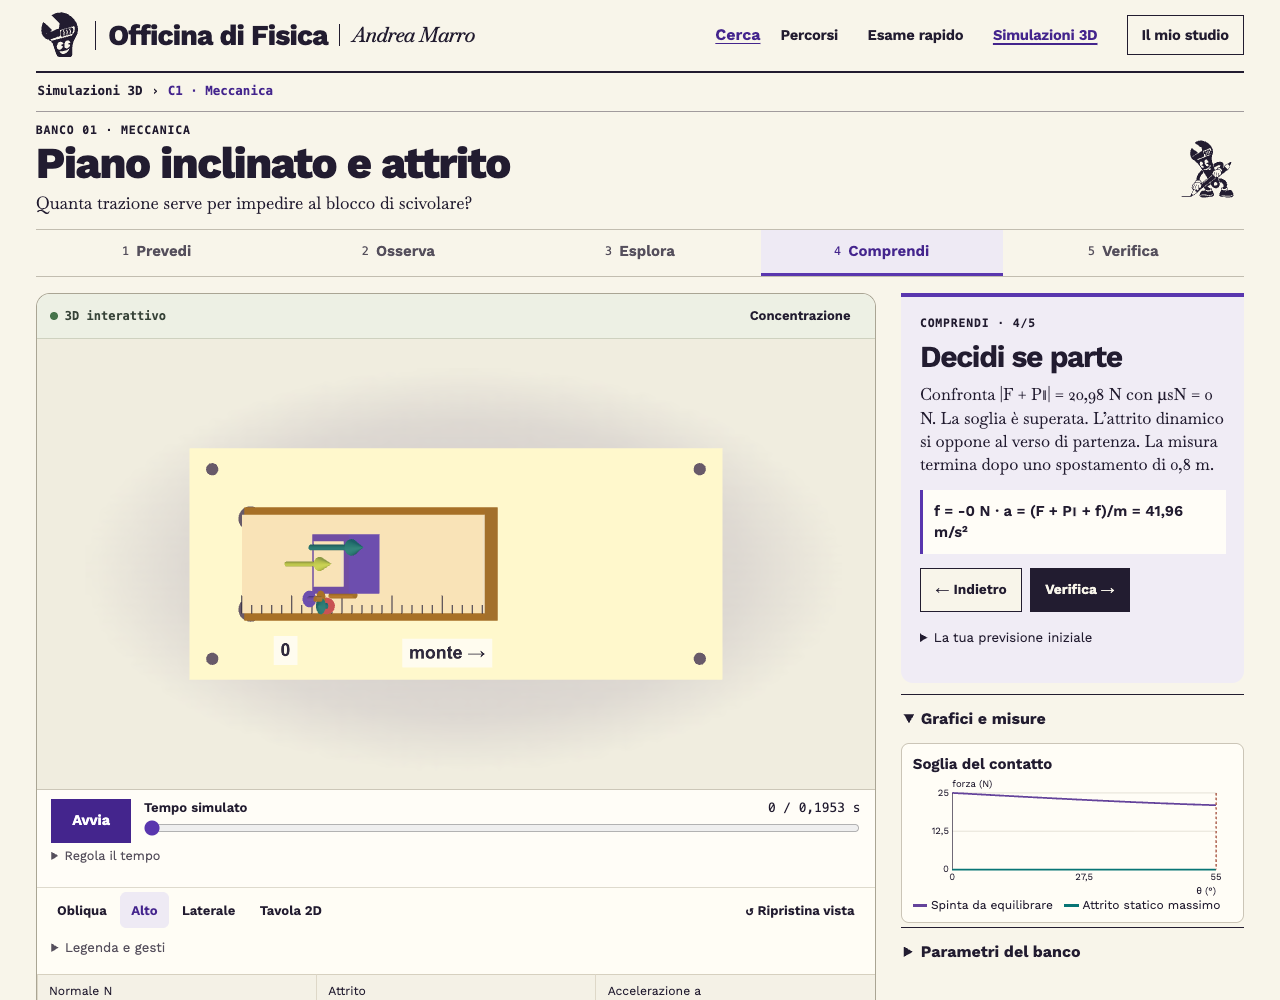 Officina di Fisica
Andrea Marro
Cerca
Percorsi
Esame rapido
Simulazioni 3D
Il mio studio
Simulazioni 3D › C1 · Meccanica
BANCO 01 · MECCANICA
Piano inclinato e attrito
Quanta trazione serve per impedire al blocco di scivolare?
1 Prevedi
2 Osserva
3 Esplora
4 Comprendi
5 Verifica
3D interattivo
Concentrazione
0
monte →
Avvia
Tempo simulato
0 / 0,1953 s
▶ Regola il tempo
Obliqua
Alto
Laterale
Tavola 2D
↺ Ripristina vista
▶ Legenda e gesti
Normale N
Attrito
Accelerazione a
COMPRENDI · 4/5
Decidi se parte
Confronta |F + P∥| = 20,98 N con µsN = 0
N. La soglia è superata. L’attrito dinamico
si oppone al verso di partenza. La misura
termina dopo uno spostamento di 0,8 m.
f = -0 N · a = (F + P∥ + f)/m = 41,96
m/s²
← Indietro
Verifica →
▶ La tua previsione iniziale
▼ Grafici e misure
Soglia del contatto
forza (N)
25
12,5
0
0
27,5
55
θ (°)
Spinta da equilibrare
Attrito statico massimo
▶ Parametri del banco